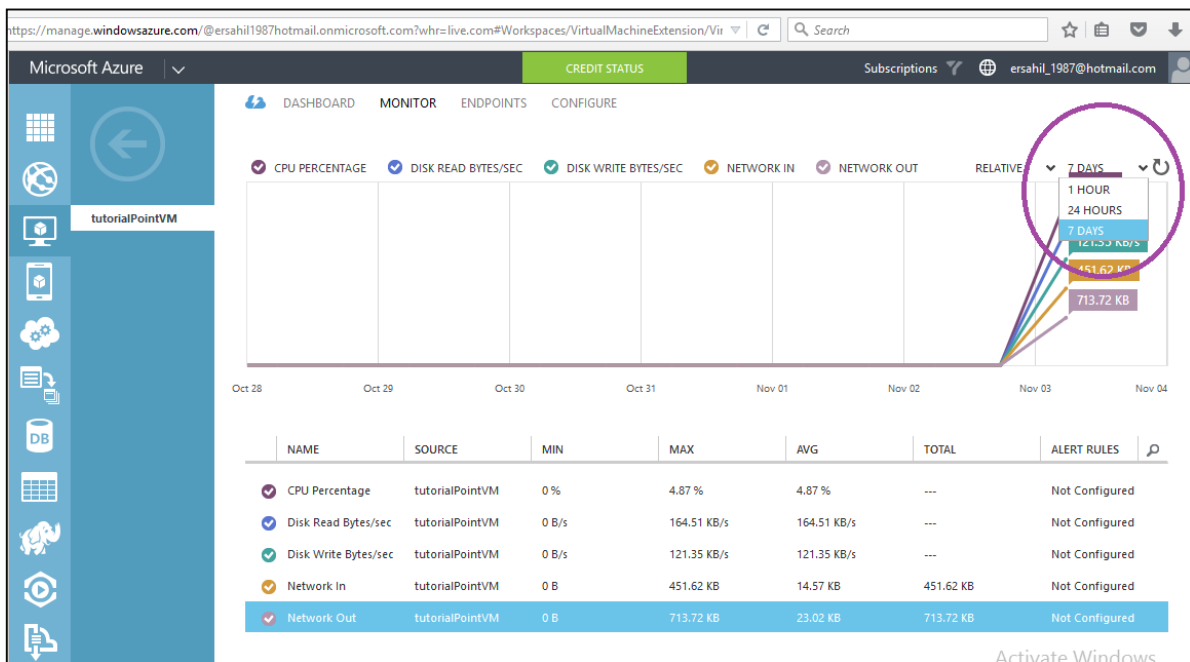 https://manage.windowsazure.com/@ersahil1987hotmail.onmicrosoft.com?whr=live.com#Workspaces/VirtualMachineExtension/Vir Search
Microsoft Azure CREDIT STATUS Subscriptions ersahil_1987@hotmail.com
DASHBOARD MONITOR ENDPOINTS CONFIGURE
CPU PERCENTAGE DISK READ BYTES/SEC DISK WRITE BYTES/SEC NETWORK IN NETWORK OUT RELATIVE 7 DAYS
1 HOUR
24 HOURS
7 DAYS
tutorialPointVM
121.35 KB/s
451.62 KB
713.72 KB
Oct 28 Oct 29 Oct 30 Oct 31 Nov 01 Nov 02 Nov 03 Nov 04
DB
NAME SOURCE MIN MAX AVG TOTAL ALERT RULES
CPU Percentage tutorialPointVM 0 % 4.87 % 4.87 % --- Not Configured
Disk Read Bytes/sec tutorialPointVM 0 B/s 164.51 KB/s 164.51 KB/s --- Not Configured
Disk Write Bytes/sec tutorialPointVM 0 B/s 121.35 KB/s 121.35 KB/s --- Not Configured
Network In tutorialPointVM 0 B 451.62 KB 14.57 KB 451.62 KB Not Configured
Network Out tutorialPointVM 0 B 713.72 KB 23.02 KB 713.72 KB Not Configured
Activate Windows